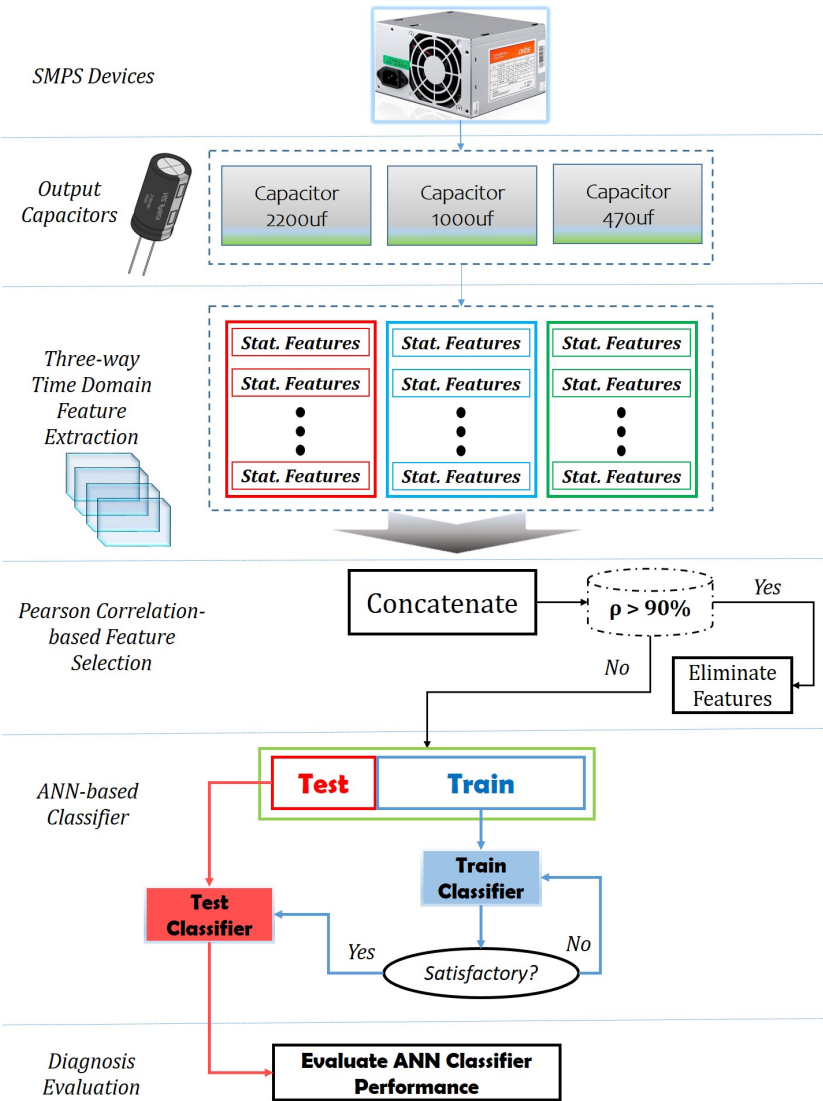 SMPS Devices
Output
Capacitors
Capacitor
2200uf
Capacitor
1000uf
Capacitor
470uf
Three-way
Time Domain
Feature
Extraction
Stat. Features
Stat. Features
Stat. Features
Stat. Features
Stat. Features
Stat. Features
Stat. Features
Stat. Features
Stat. Features
Pearson Correlation-
based Feature
Selection
Concatenate
ρ > 90%
Yes
No
Eliminate
Features
ANN-based
Classifier
Test
Train
Train
Classifier
Test
Classifier
Yes
No
Satisfactory?
Diagnosis
Evaluation
Evaluate ANN Classifier
Performance